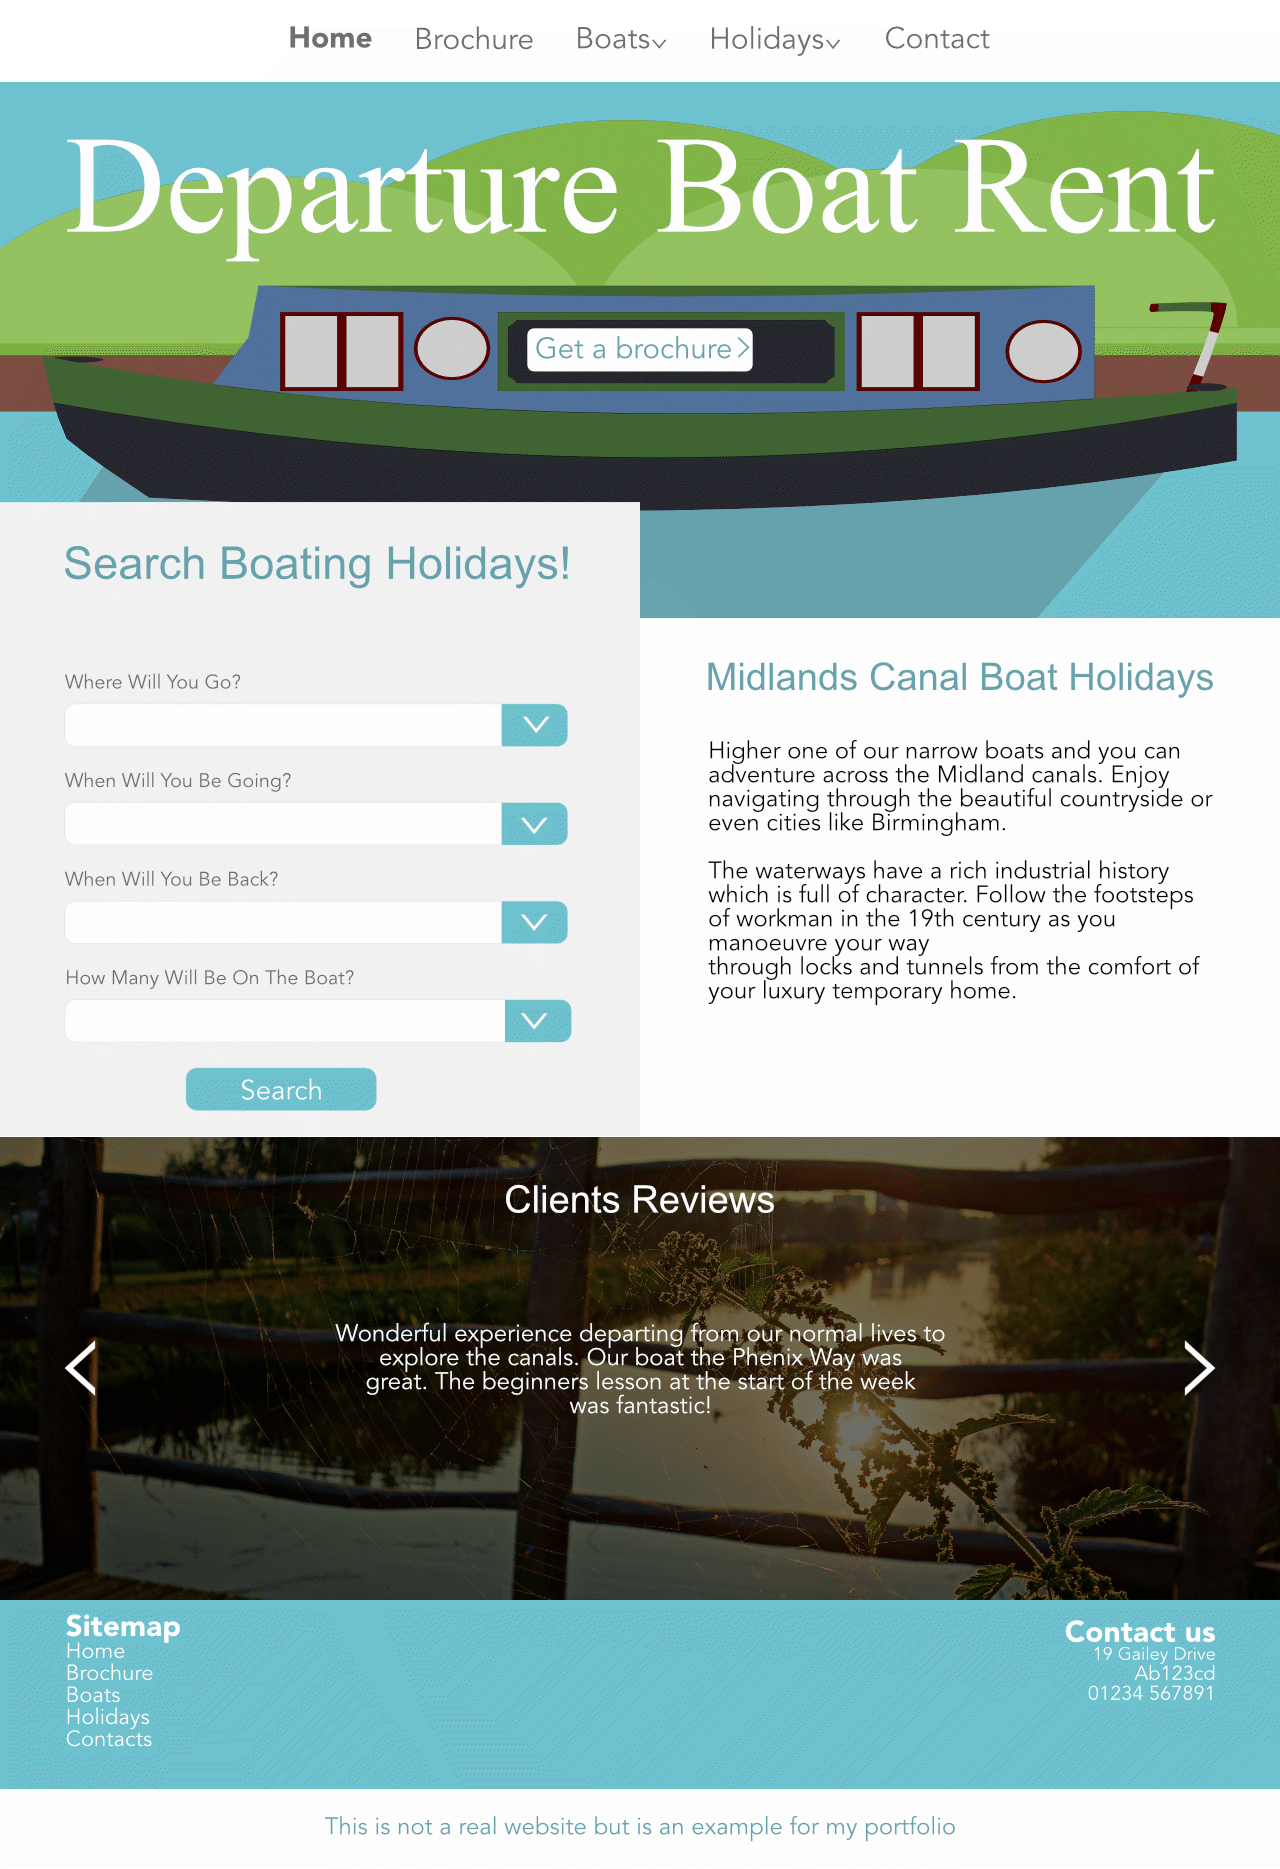 Home Brochure Boats Holidays Contact
Departure Boat Rent
Get a brochure
Search Boating Holidays!
Where Will You Go?
When Will You Be Going?
When Will You Be Back?
How Many Will Be On The Boat?
Search
Midlands Canal Boat Holidays
Higher one of our narrow boats and you can
adventure across the Midland canals. Enjoy
navigating through the beautiful countryside or
even cities like Birmingham.
The waterways have a rich industrial history
which is full of character. Follow the footsteps
of workman in the 19th century as you
manoeuvre your way
through locks and tunnels from the comfort of
your luxury temporary home.
Clients Reviews
Wonderful experience departing from our normal lives to
explore the canals. Our boat the Phenix Way was
great. The beginners lesson at the start of the week
was fantastic!
Sitemap
Home
Brochure
Boats
Holidays
Contacts
Contact us
19 Gailey Drive
Ab123cd
01234 567891
This is not a real website but is an example for my portfolio